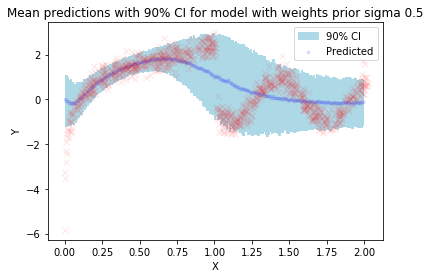 Mean predictions with 90% CI for model with weights prior sigma 0.5
90% CI
Predicted
Y
2
0
−2
−4
−6
0.00 0.25 0.50 0.75 1.00 1.25 1.50 1.75 2.00
X